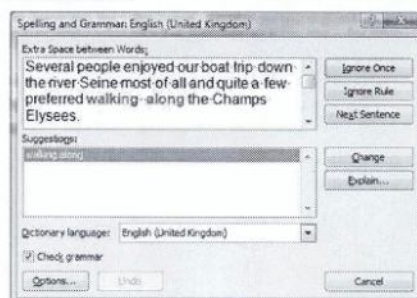 Spelling and Grammar: English (United Kingdom)
Extra Space between Words:
Several people enjoyed·our·boat trip·down·
the·river·Seine·most·of·all·and·quite·a·few·
preferred walking··along the·Champs
Elysees.
Ignore Once
Ignore Rule
Next Sentence
Suggestions:
walking along
Change
Explain...
Dictionary language: English (United Kingdom)
Check grammar
Options...
Undo
Cancel